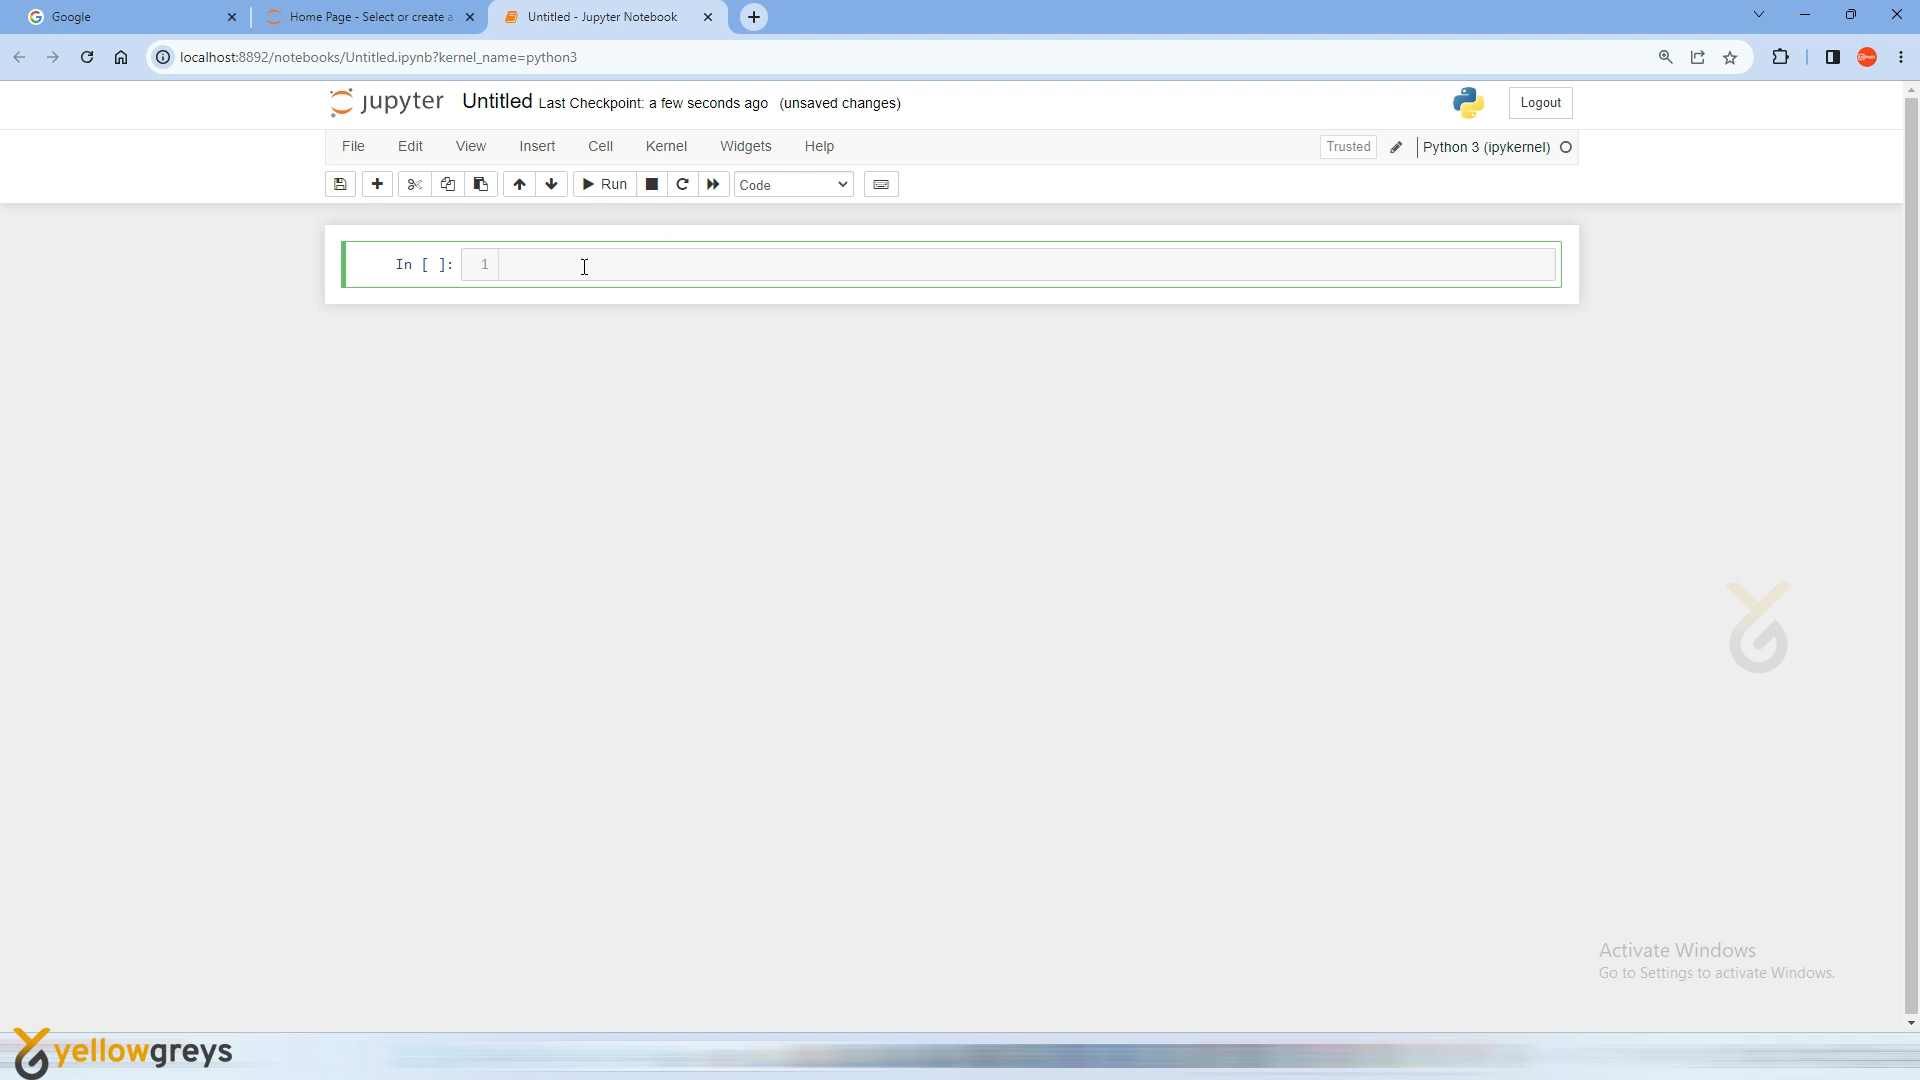 Google
Home Page - Select or create a
Untitled - Jupyter Notebook
localhost:8892/notebooks/Untitled.ipynb?kernel_name=python3
jupyter Untitled Last Checkpoint: a few seconds ago (unsaved changes)
Logout
File Edit View Insert Cell Kernel Widgets Help
Trusted
Python 3 (ipykernel)
Run
Code
In [ ]: 1
Activate Windows
Go to Settings to activate Windows.
yellowgreys